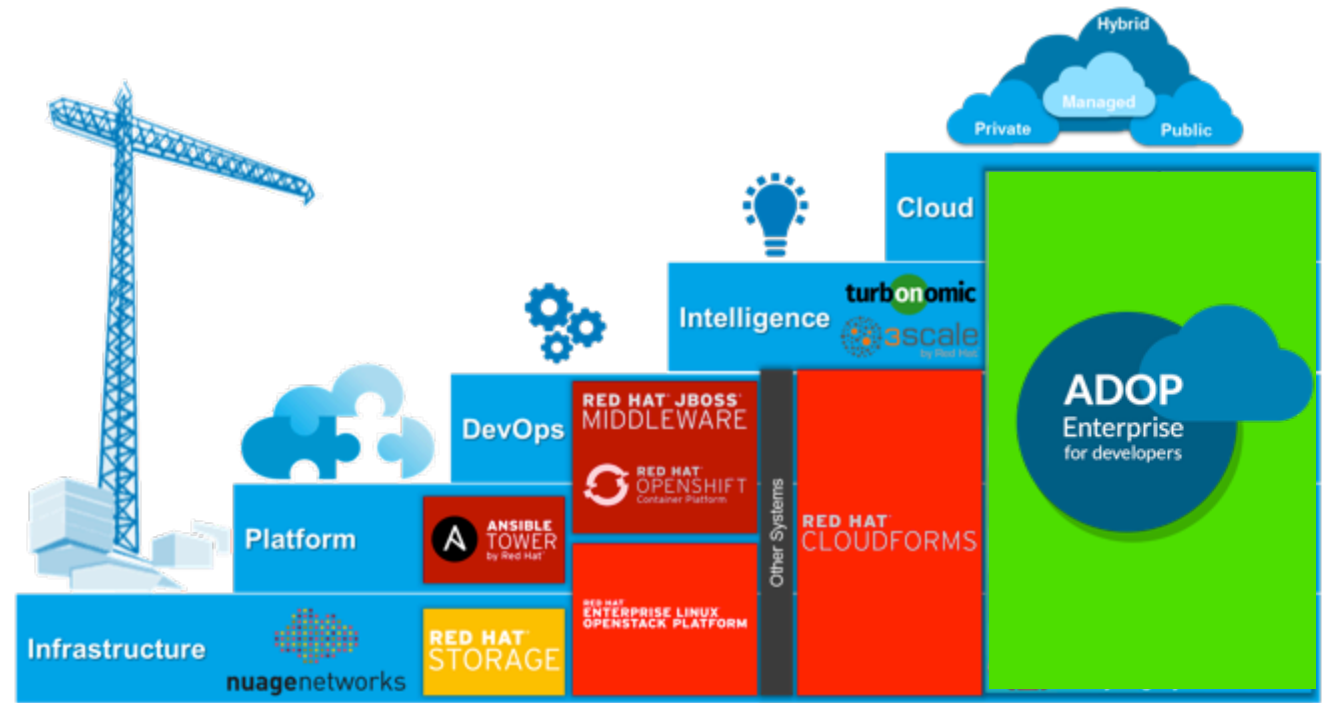 Hybrid
Managed
Private
Public
Cloud
Intelligence
turbonomic
3scale
by Red Hat
DevOps
RED HAT® JBOSS®
MIDDLEWARE
RED HAT®
OPENSHIFT
Container Platform
Other Systems
RED HAT®
CLOUDFORMS
ADOP
Enterprise
for developers
Platform
A
ANSIBLE
TOWER
by Red Hat®
RED HAT®
ENTERPRISE LINUX
OPENSTACK PLATFORM
Infrastructure
nuagenetworks
RED HAT®
STORAGE